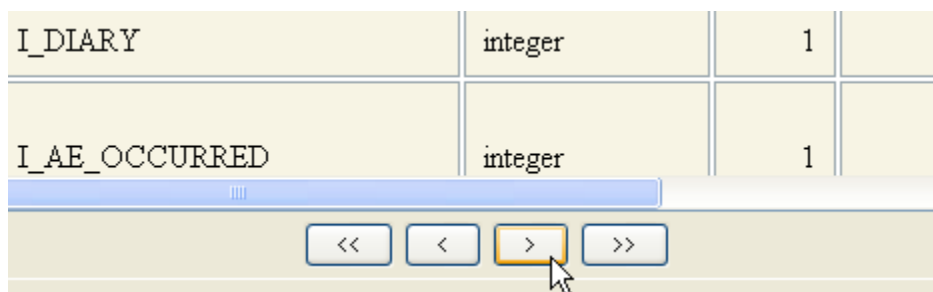 I_DIARY integer 1
I_AE_OCCURRED integer 1
<< < > >>